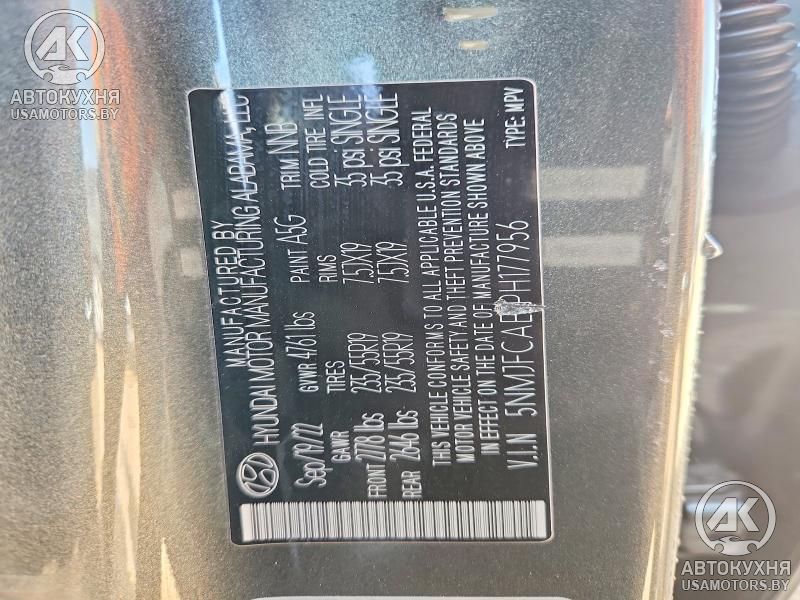 АВТОКУХНЯ
USAMOTORS.BY
MANUFACTURED BY
HYUNDAI MOTOR MANUFACTURING ALABAMA, LLC
Sep/19/22 GVWR 4761 lbs PAINT A5G TRIM NNB
GAWR TIRES RIMS COLD TIRE INFL
FRONT 2778 lbs 235/55R19 7.5JX19 35 psi SINGLE
REAR 2646 lbs 235/55R19 7.5JX19 35 psi SINGLE
THIS VEHICLE CONFORMS TO ALL APPLICABLE U.S.A. FEDERAL
MOTOR VEHICLE SAFETY AND THEFT PREVENTION STANDARDS
IN EFFECT ON THE DATE OF MANUFACTURE SHOWN ABOVE
V.I.N TYPE: MPV
АВТОКУХНЯ
USAMOTORS.BY